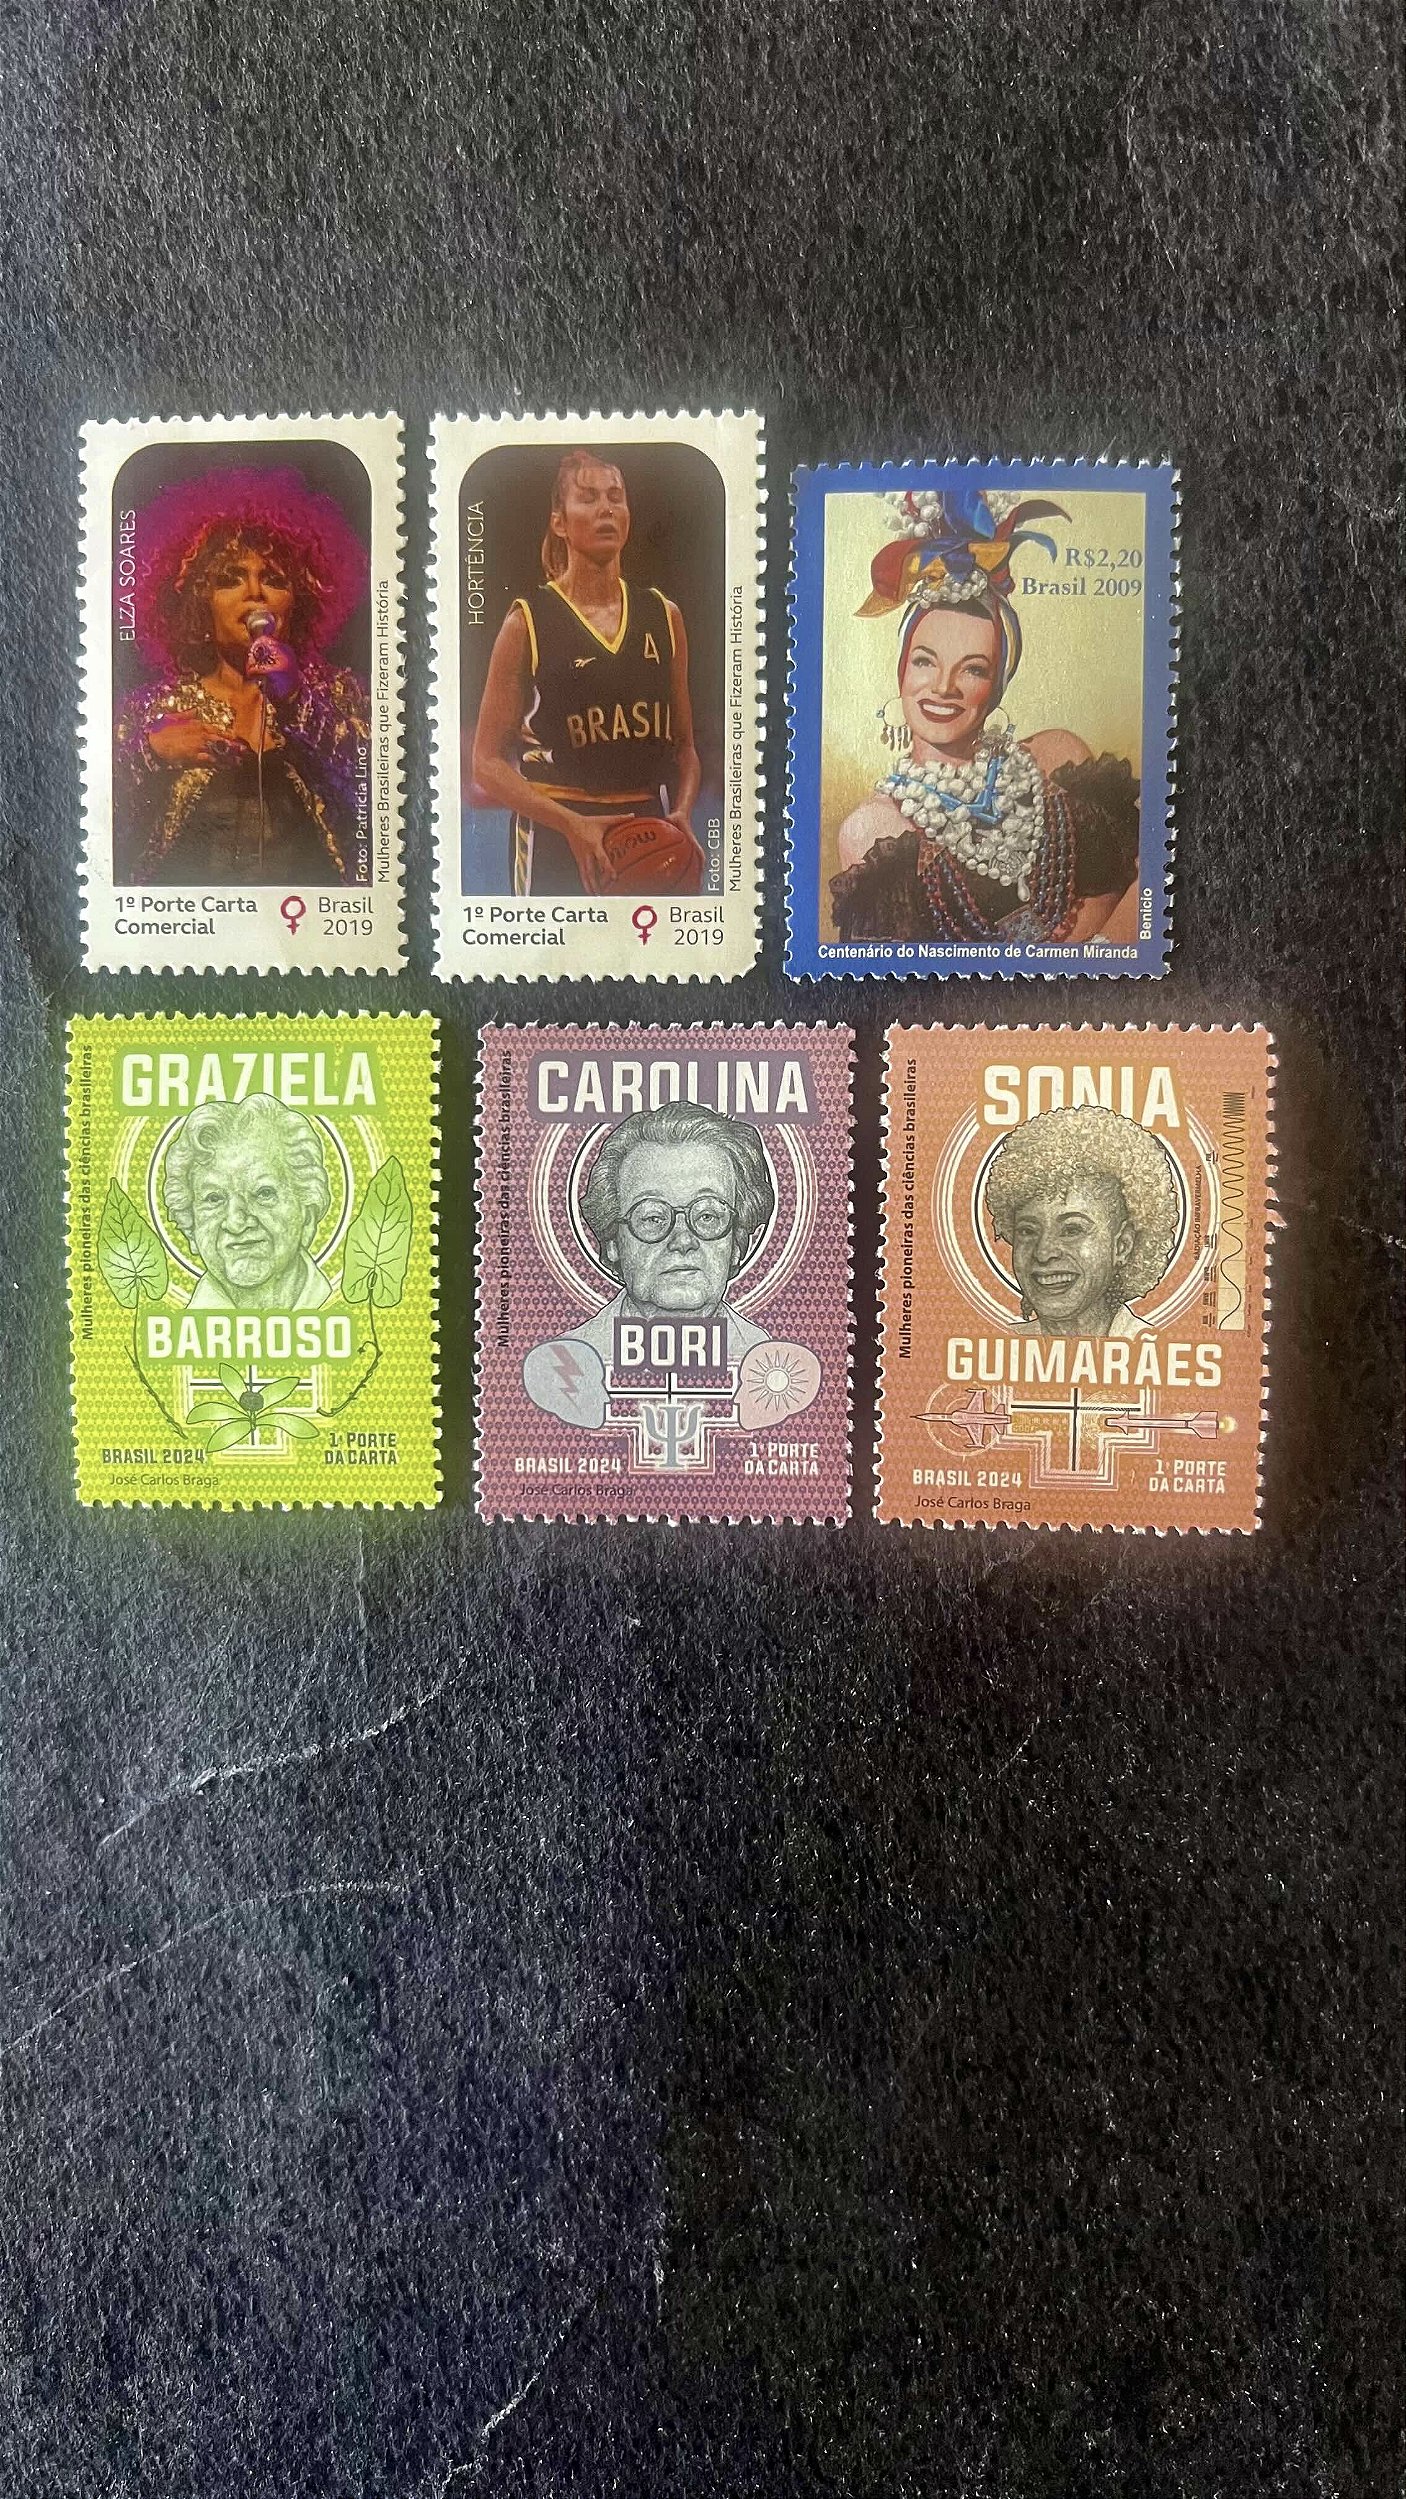 ELZA SOARES
Foto: Patrícia Lino
Mulheres Brasileiras que Fizeram História
1º Porte Carta
Comercial
Brasil
2019
HORTÊNCIA
4
BRASIL
Foto: CBB
Mulheres Brasileiras que Fizeram História
1º Porte Carta
Comercial
Brasil
2019
R$2,20
Brasil 2009
Benicio
Centenário do Nascimento de Carmen Miranda
Mulheres pioneiras das ciências brasileiras
GRAZIELA
BARROSO
BRASIL 2024
José Carlos Braga
1º PORTE
DA CARTA
Mulheres pioneiras das ciências brasileiras
CAROLINA
BORI
Ψ
BRASIL 2024
José Carlos Braga
1º PORTE
DA CARTA
Mulheres pioneiras das ciências brasileiras
SONIA
RADIAÇÃO INFRAVERMELHA
GUIMARÃES
BRASIL 2024
José Carlos Braga
1º PORTE
DA CARTA